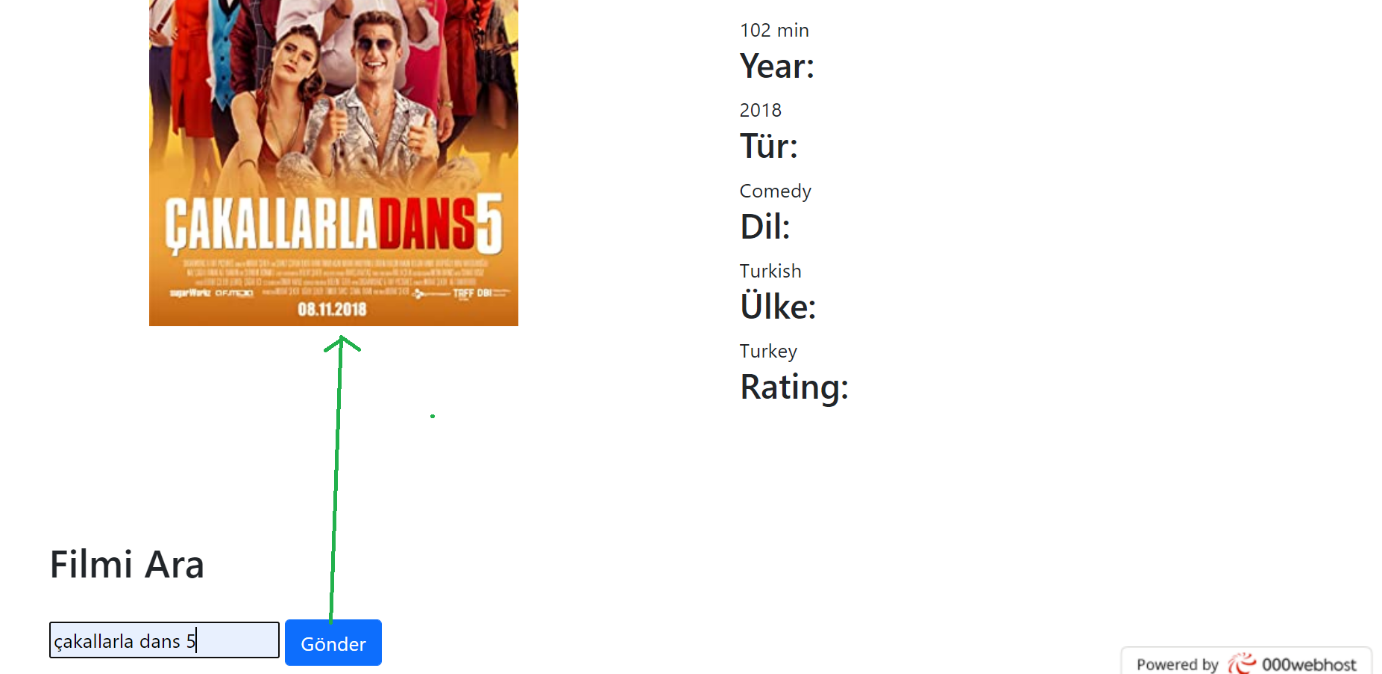 ÇAKALLARLADANS5
08.11.2018
102 min
Year:
2018
Tür:
Comedy
Dil:
Turkish
Ülke:
Turkey
Rating:
Filmi Ara
çakallarla dans 5
Gönder
Powered by 000webhost